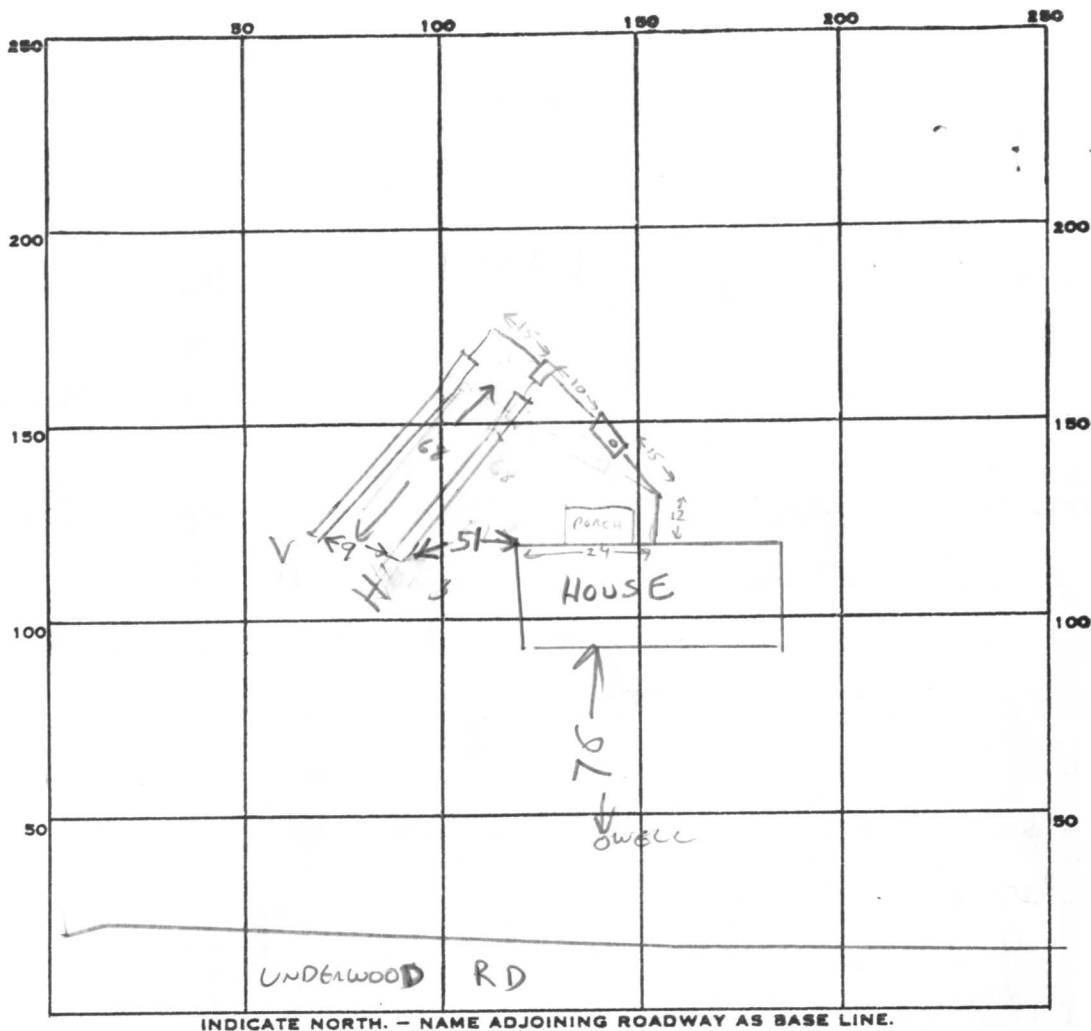 50 100 150 200 250
250
200 200
15
10
150 150
68
15
68
12
PORCH
V 9 51 24
HOUSE
100 100
76
50 50
WELL
UNDERWOOD RD
INDICATE NORTH. — NAME ADJOINING ROADWAY AS BASE LINE.